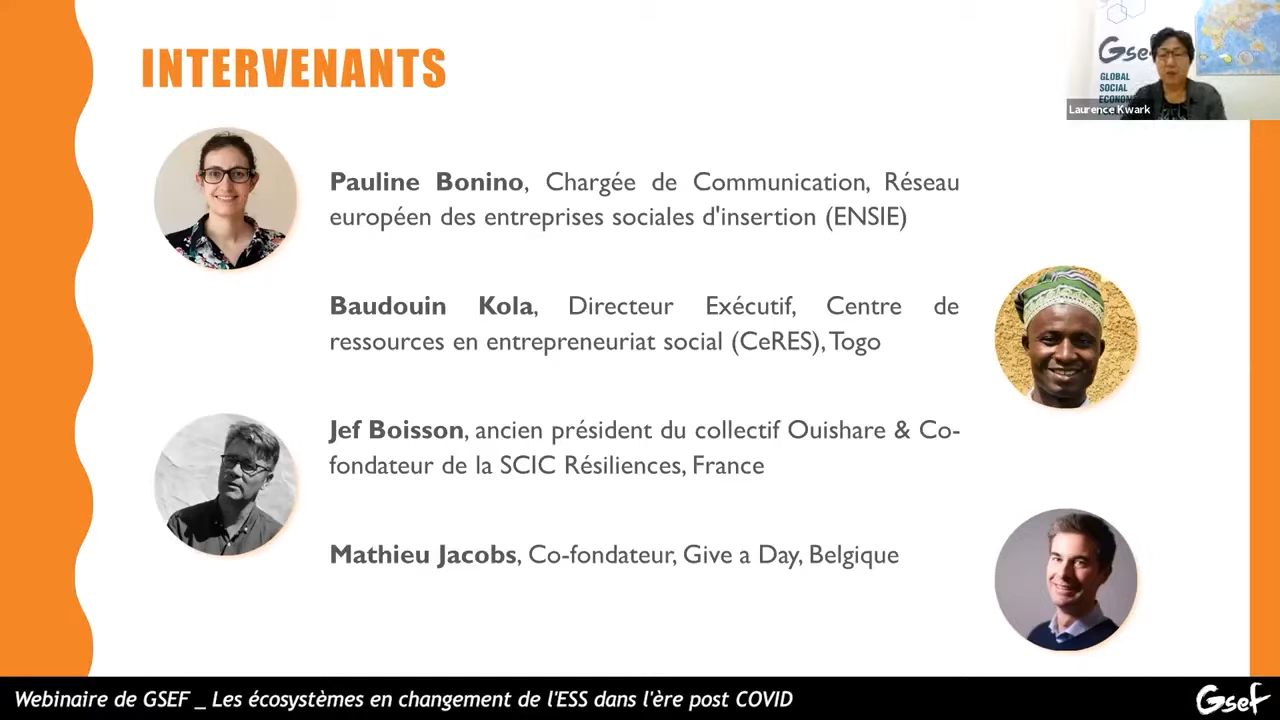 INTERVENANTS
Gsef
GLOBAL
SOCIAL
ECONOM
Laurence Kwark
Pauline Bonino, Chargée de Communication, Réseau
européen des entreprises sociales d'insertion (ENSIE)
Baudouin Kola, Directeur Exécutif, Centre de
ressources en entrepreneuriat social (CeRES), Togo
Jef Boisson, ancien président du collectif Ouishare & Co-
fondateur de la SCIC Résiliences, France
Mathieu Jacobs, Co-fondateur, Give a Day, Belgique
Webinaire de GSEF _ Les écosystèmes en changement de l'ESS dans l'ère post COVID
Gsef